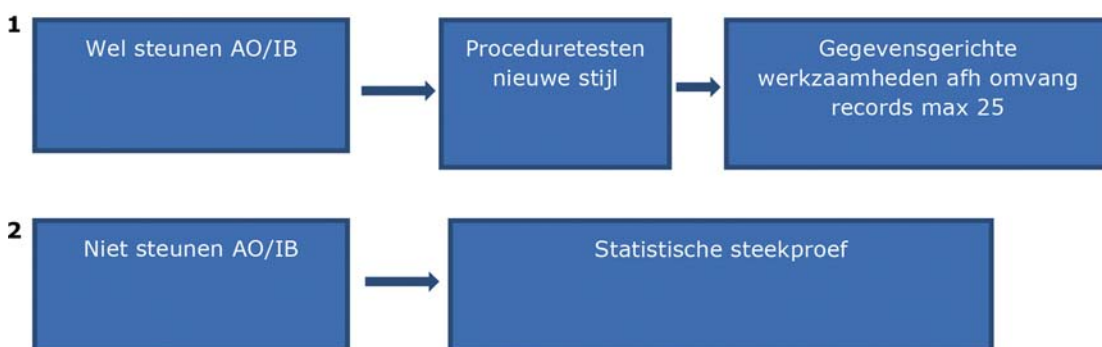 1
Wel steunen AO/IB
Proceduretesten
nieuwe stijl
Gegevensgerichte
werkzaamheden afh omvang
records max 25
2
Niet steunen AO/IB
Statistische steekproef